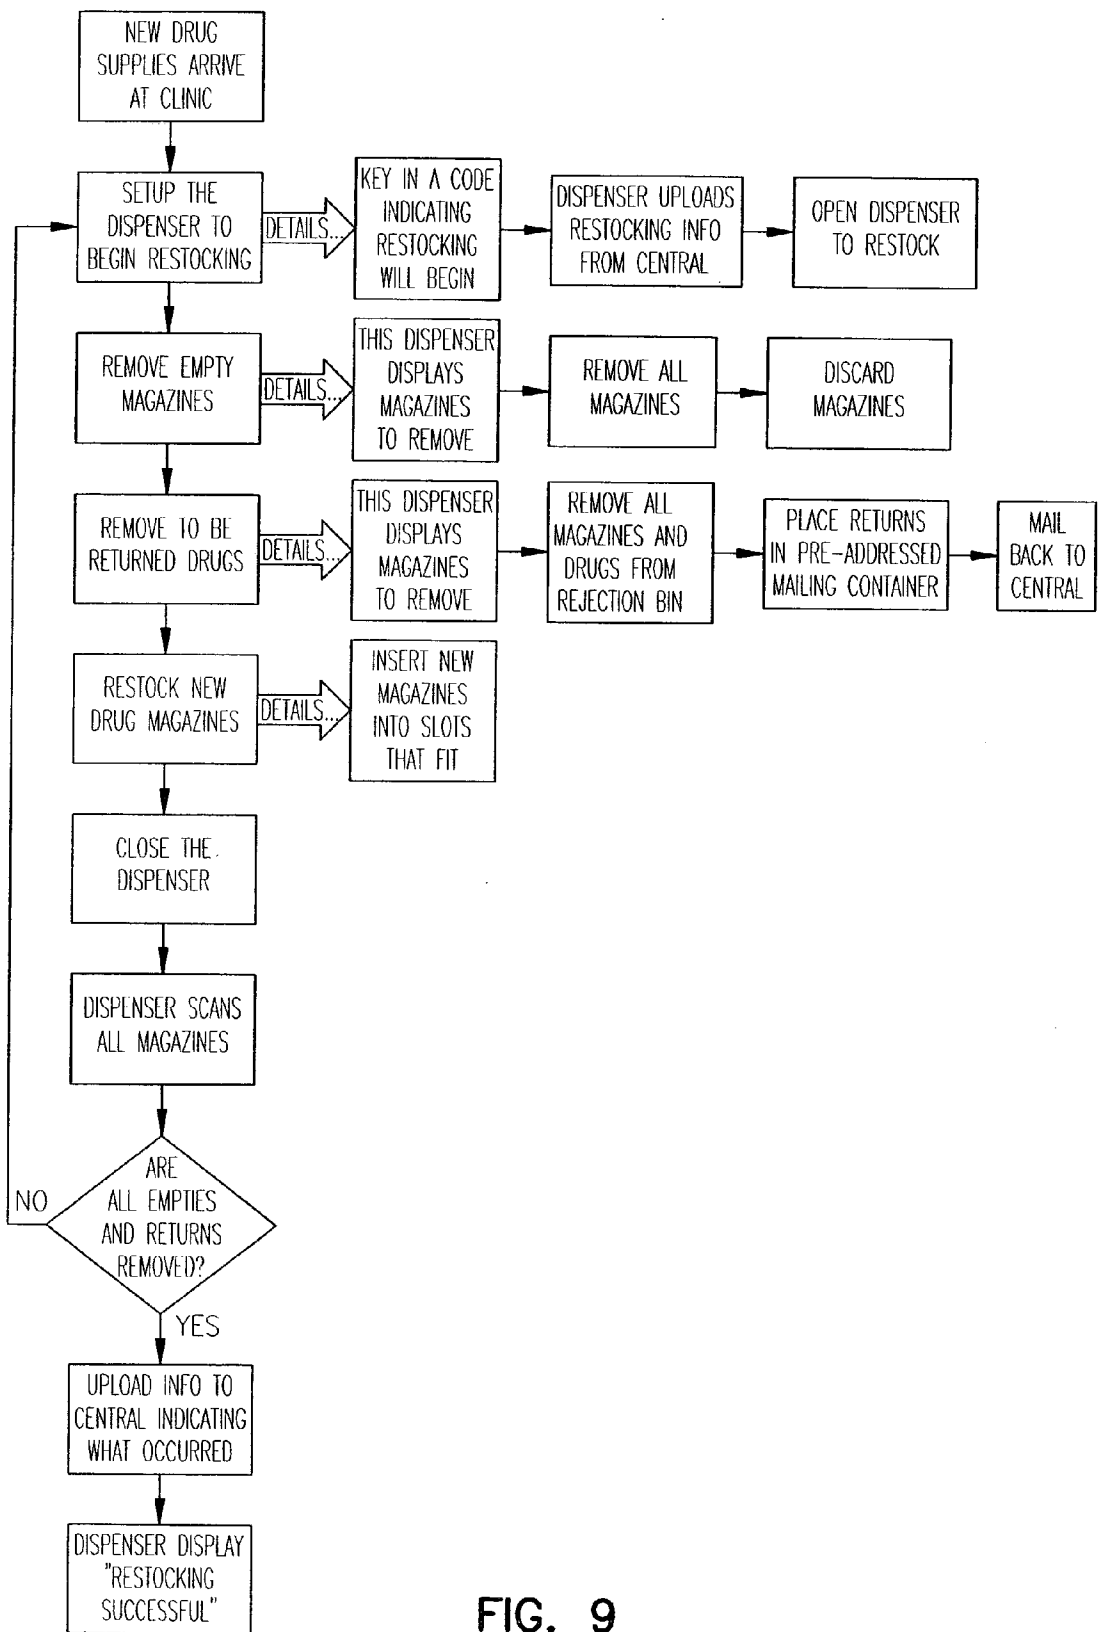 NEW DRUG
SUPPLIES ARRIVE
AT CLINIC
SETUP THE
DISPENSER TO
BEGIN RESTOCKING
DETAILS...
KEY IN A CODE
INDICATING
RESTOCKING
WILL BEGIN
DISPENSER UPLOADS
RESTOCKING INFO
FROM CENTRAL
OPEN DISPENSER
TO RESTOCK
REMOVE EMPTY
MAGAZINES
DETAILS...
THIS DISPENSER
DISPLAYS
MAGAZINES
TO REMOVE
REMOVE ALL
MAGAZINES
DISCARD
MAGAZINES
REMOVE TO BE
RETURNED DRUGS
DETAILS...
THIS DISPENSER
DISPLAYS
MAGAZINES
TO REMOVE
REMOVE ALL
MAGAZINES AND
DRUGS FROM
REJECTION BIN
PLACE RETURNS
IN PRE-ADDRESSED
MAILING CONTAINER
MAIL
BACK TO
CENTRAL
RESTOCK NEW
DRUG MAGAZINES
DETAILS...
INSERT NEW
MAGAZINES
INTO SLOTS
THAT FIT
CLOSE THE
DISPENSER
DISPENSER SCANS
ALL MAGAZINES
ARE
ALL EMPTIES
AND RETURNS
REMOVED?
NO
YES
UPLOAD INFO TO
CENTRAL INDICATING
WHAT OCCURRED
DISPENSER DISPLAY
"RESTOCKING
SUCCESSFUL"
FIG. 9